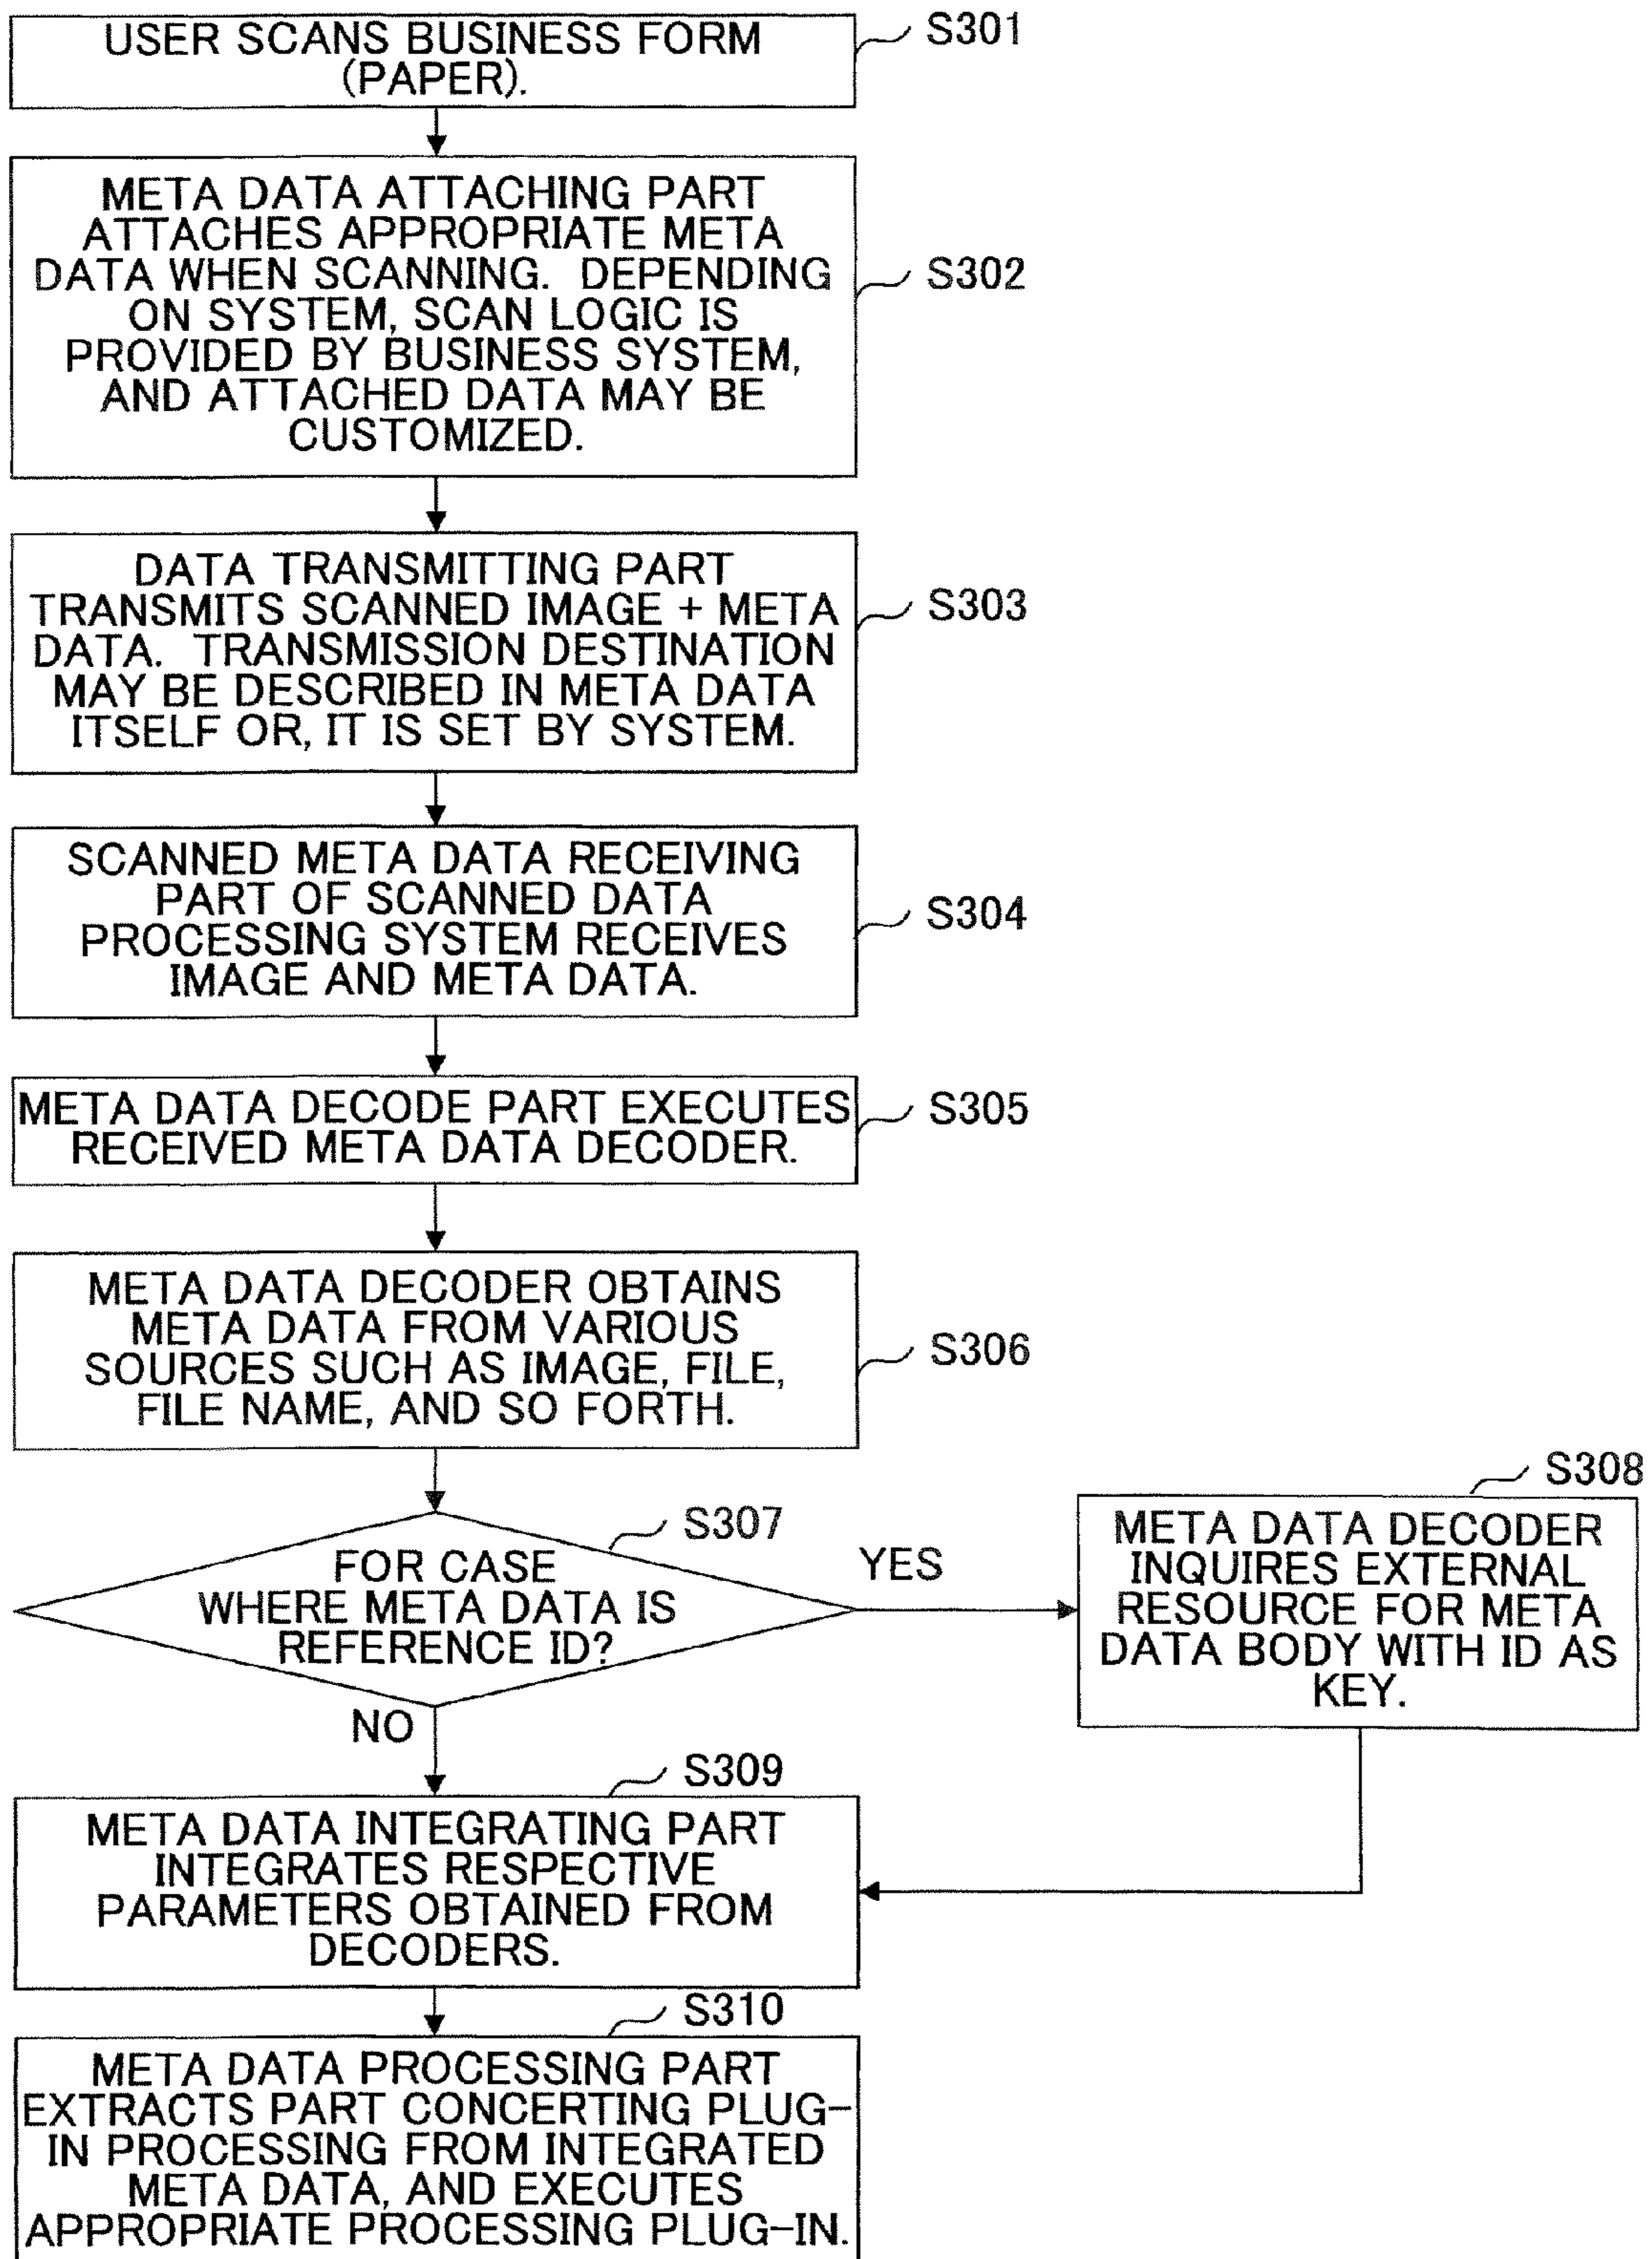 USER SCANS BUSINESS FORM
(PAPER).
S301
META DATA ATTACHING PART
ATTACHES APPROPRIATE META
DATA WHEN SCANNING. DEPENDING
ON SYSTEM, SCAN LOGIC IS
PROVIDED BY BUSINESS SYSTEM,
AND ATTACHED DATA MAY BE
CUSTOMIZED.
S302
DATA TRANSMITTING PART
TRANSMITS SCANNED IMAGE + META
DATA. TRANSMISSION DESTINATION
MAY BE DESCRIBED IN META DATA
ITSELF OR, IT IS SET BY SYSTEM.
S303
SCANNED META DATA RECEIVING
PART OF SCANNED DATA
PROCESSING SYSTEM RECEIVES
IMAGE AND META DATA.
S304
META DATA DECODE PART EXECUTES
RECEIVED META DATA DECODER.
S305
META DATA DECODER OBTAINS
META DATA FROM VARIOUS
SOURCES SUCH AS IMAGE, FILE,
FILE NAME, AND SO FORTH.
S306
S307
FOR CASE
WHERE META DATA IS
REFERENCE ID?
YES
NO
S308
META DATA DECODER
INQUIRES EXTERNAL
RESOURCE FOR META
DATA BODY WITH ID AS
KEY.
S309
META DATA INTEGRATING PART
INTEGRATES RESPECTIVE
PARAMETERS OBTAINED FROM
DECODERS.
S310
META DATA PROCESSING PART
EXTRACTS PART CONCERTING PLUG-
IN PROCESSING FROM INTEGRATED
META DATA, AND EXECUTES
APPROPRIATE PROCESSING PLUG-IN.